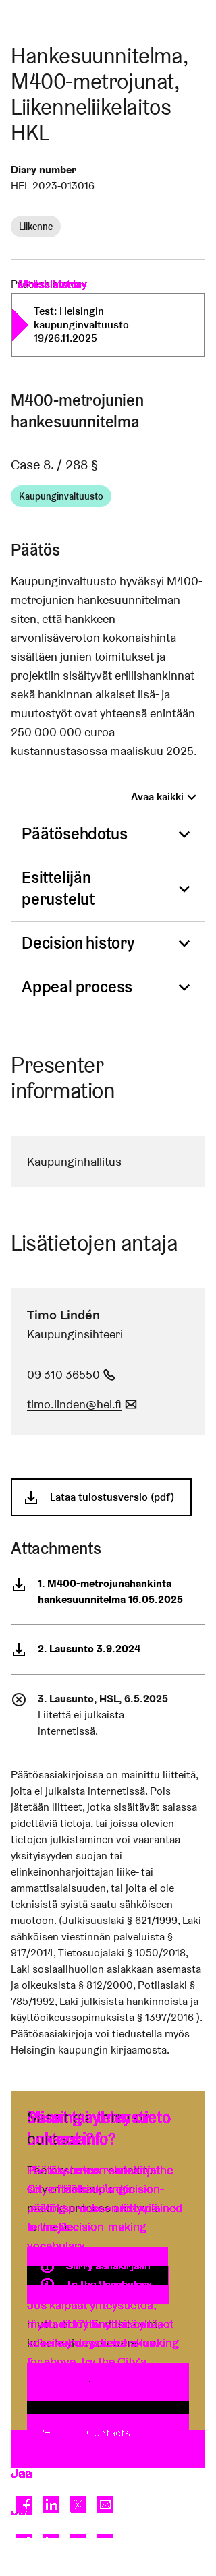 Hankesuunnitelma,
M400-metrojunat,
Liikenneliikelaitos
HKL
Diary number
HEL 2023-013016
Liikenne
Test: Helsingin
kaupunginvaltuusto
19/26.11.2025
M400-metrojunien
hankesuunnitelma
Case 8. / 288 §
Kaupunginvaltuusto
Päätös
Kaupunginvaltuusto hyväksyi M400-
metrojunien hankesuunnitelman
siten, että hankkeen
arvonlisäveroton kokonaishinta
sisältäen junien toimitukset ja
projektiin sisältyvät erillishankinnat
sekä hankinnan aikaiset lisä- ja
muutostyöt ovat yhteensä enintään
250 000 000 euroa
kustannustasossa maaliskuu 2025.
Avaa kaikki
Päätösehdotus
Esittelijän
perustelut
Decision history
Appeal process
Presenter
information
Kaupunginhallitus
Lisätietojen antaja
Timo Lindén
Kaupunginsihteeri
09 310 36550
timo.linden@hel.fi
Lataa tulostusversio (pdf)
Attachments
1. M400-metrojunahankinta
hankesuunnitelma 16.05.2025
2. Lausunto 3.9.2024
3. Lausunto, HSL, 6.5.2025
Liitettä ei julkaista
internetissä.
Päätösasiakirjoissa on mainittu liitteitä,
joita ei julkaista internetissä. Pois
jätetään liitteet, jotka sisältävät salassa
pidettäviä tietoja, tai joissa olevien
tietojen julkistaminen voi vaarantaa
yksityisyyden suojan tai
elinkeinonharjoittajan liike- tai
ammattisalaisuuden, tai joita ei ole
teknisistä syistä saatu sähköiseen
muotoon. (Julkisuuslaki § 621/1999, Laki
sähköisen viestinnän palveluista §
917/2014, Tietosuojalaki § 1050/2018,
Laki sosiaalihuollon asiakkaan asemasta
ja oikeuksista § 812/2000, Potilaslaki §
785/1992, Laki julkisista hankinnoista ja
käyttöoikeussopimuksista § 1397/2016 ).
Päätösasiakirjoja voi tiedustella myös
Helsingin kaupungin kirjaamosta.
Contacts
Jaa
Jaa